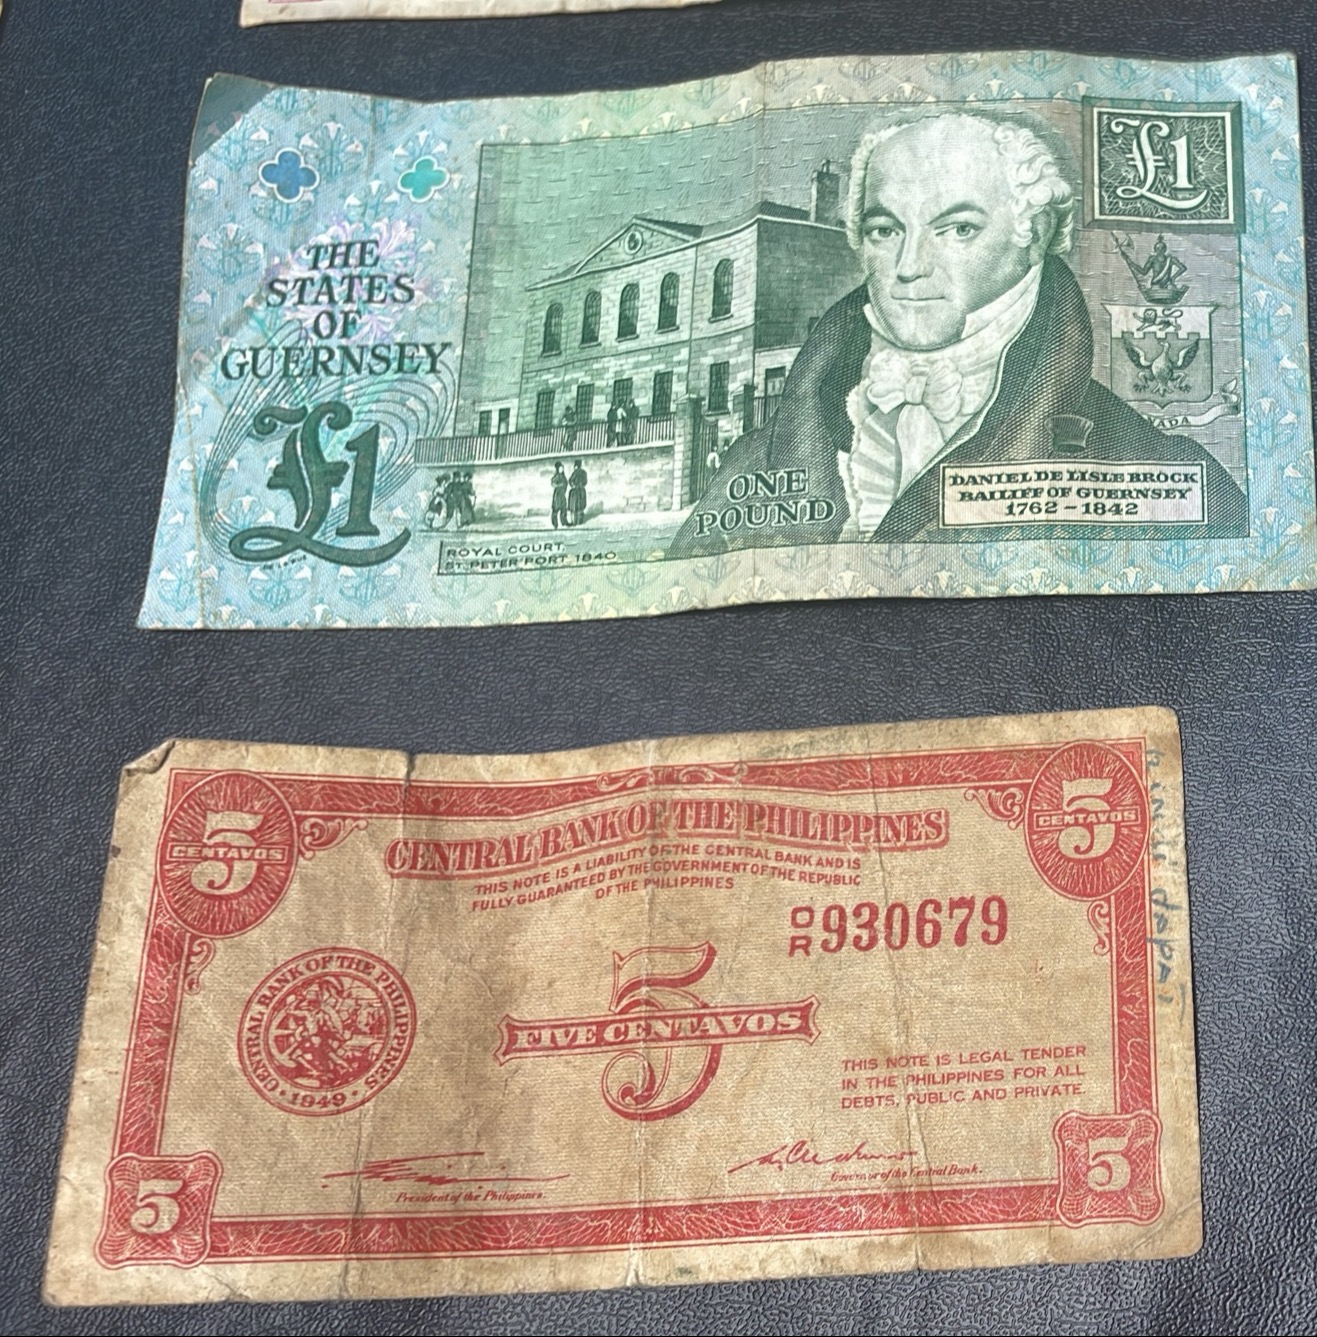 THE
STATES
OF
GUERNSEY
£1
£1
ROYAL COURT,
ST. PETER PORT, 1840
ONE
POUND
DANIEL DE LISLE BROCK
BAILIFF OF GUERNSEY
1762 – 1842
5
CENTAVOS
5
CENTAVOS
CENTRAL BANK OF THE PHILIPPINES
THIS NOTE IS A LIABILITY OF THE CENTRAL BANK AND IS
FULLY GUARANTEED BY THE GOVERNMENT OF THE REPUBLIC
OF THE PHILIPPINES
O/R 930679
CENTRAL BANK OF THE PHILIPPINES
· 1949 ·
5
FIVE CENTAVOS
THIS NOTE IS LEGAL TENDER
IN THE PHILIPPINES FOR ALL
DEBTS, PUBLIC AND PRIVATE.
President of the Philippines.
Governor of the Central Bank.
5
5